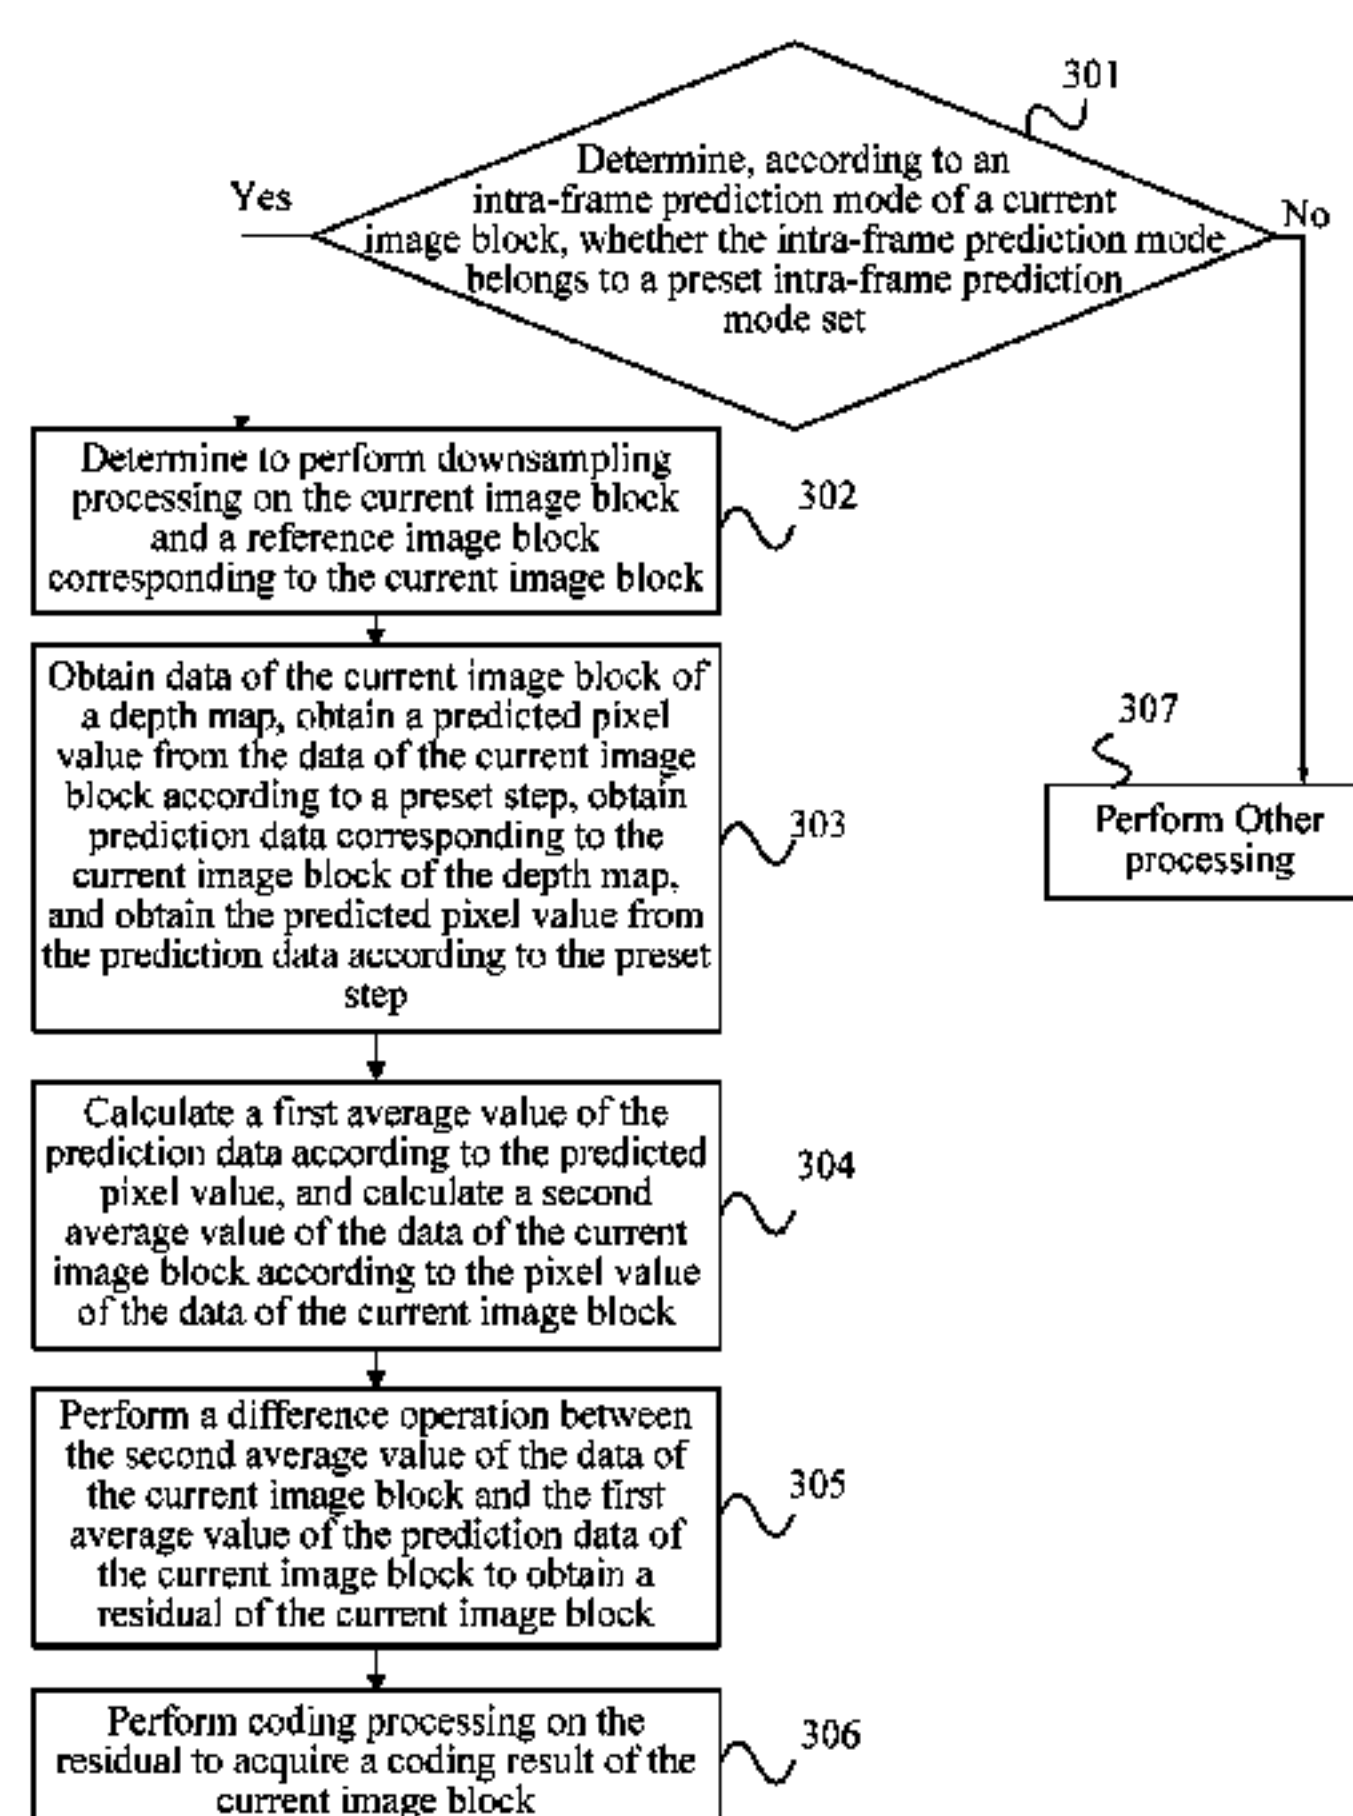 301
Determine, according to an
intra-frame prediction mode of a current
image block, whether the intra-frame prediction mode
belongs to a preset intra-frame prediction
mode set
Yes
No
Determine to perform downsampling
processing on the current image block
and a reference image block
corresponding to the current image block
302
Obtain data of the current image block of
a depth map, obtain a predicted pixel
value from the data of the current image
block according to a preset step, obtain
prediction data corresponding to the
current image block of the depth map,
and obtain the predicted pixel value from
the prediction data according to the preset
step
303
307
Perform Other
processing
Calculate a first average value of the
prediction data according to the predicted
pixel value, and calculate a second
average value of the data of the current
image block according to the pixel value
of the data of the current image block
304
Perform a difference operation between
the second average value of the data of
the current image block and the first
average value of the prediction data of
the current image block to obtain a
residual of the current image block
305
Perform coding processing on the
residual to acquire a coding result of the
current image block
306